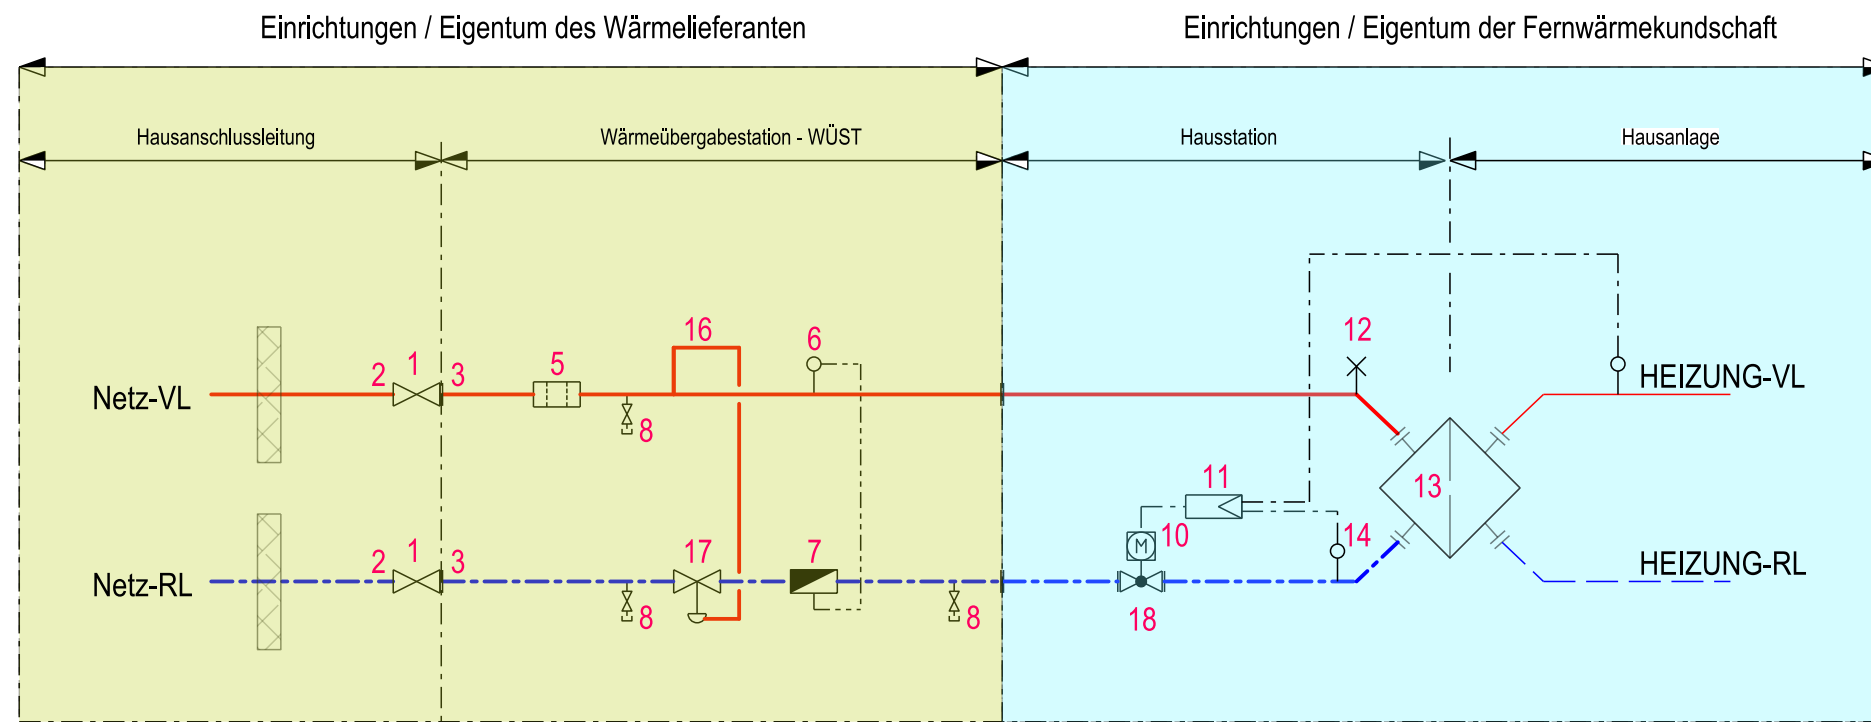 Einrichtungen / Eigentum des Wärmelieferanten
Einrichtungen / Eigentum der Fernwärmekundschaft
Hausanschlussleitung
Wärmeübergabestation - WÜST
Hausstation
Hausanlage
16
6
12
2
1
3
5
Netz-VL
HEIZUNG-VL
8
11
13
10
14
2
1
3
17
7
M
Netz-RL
HEIZUNG-RL
8
8
18